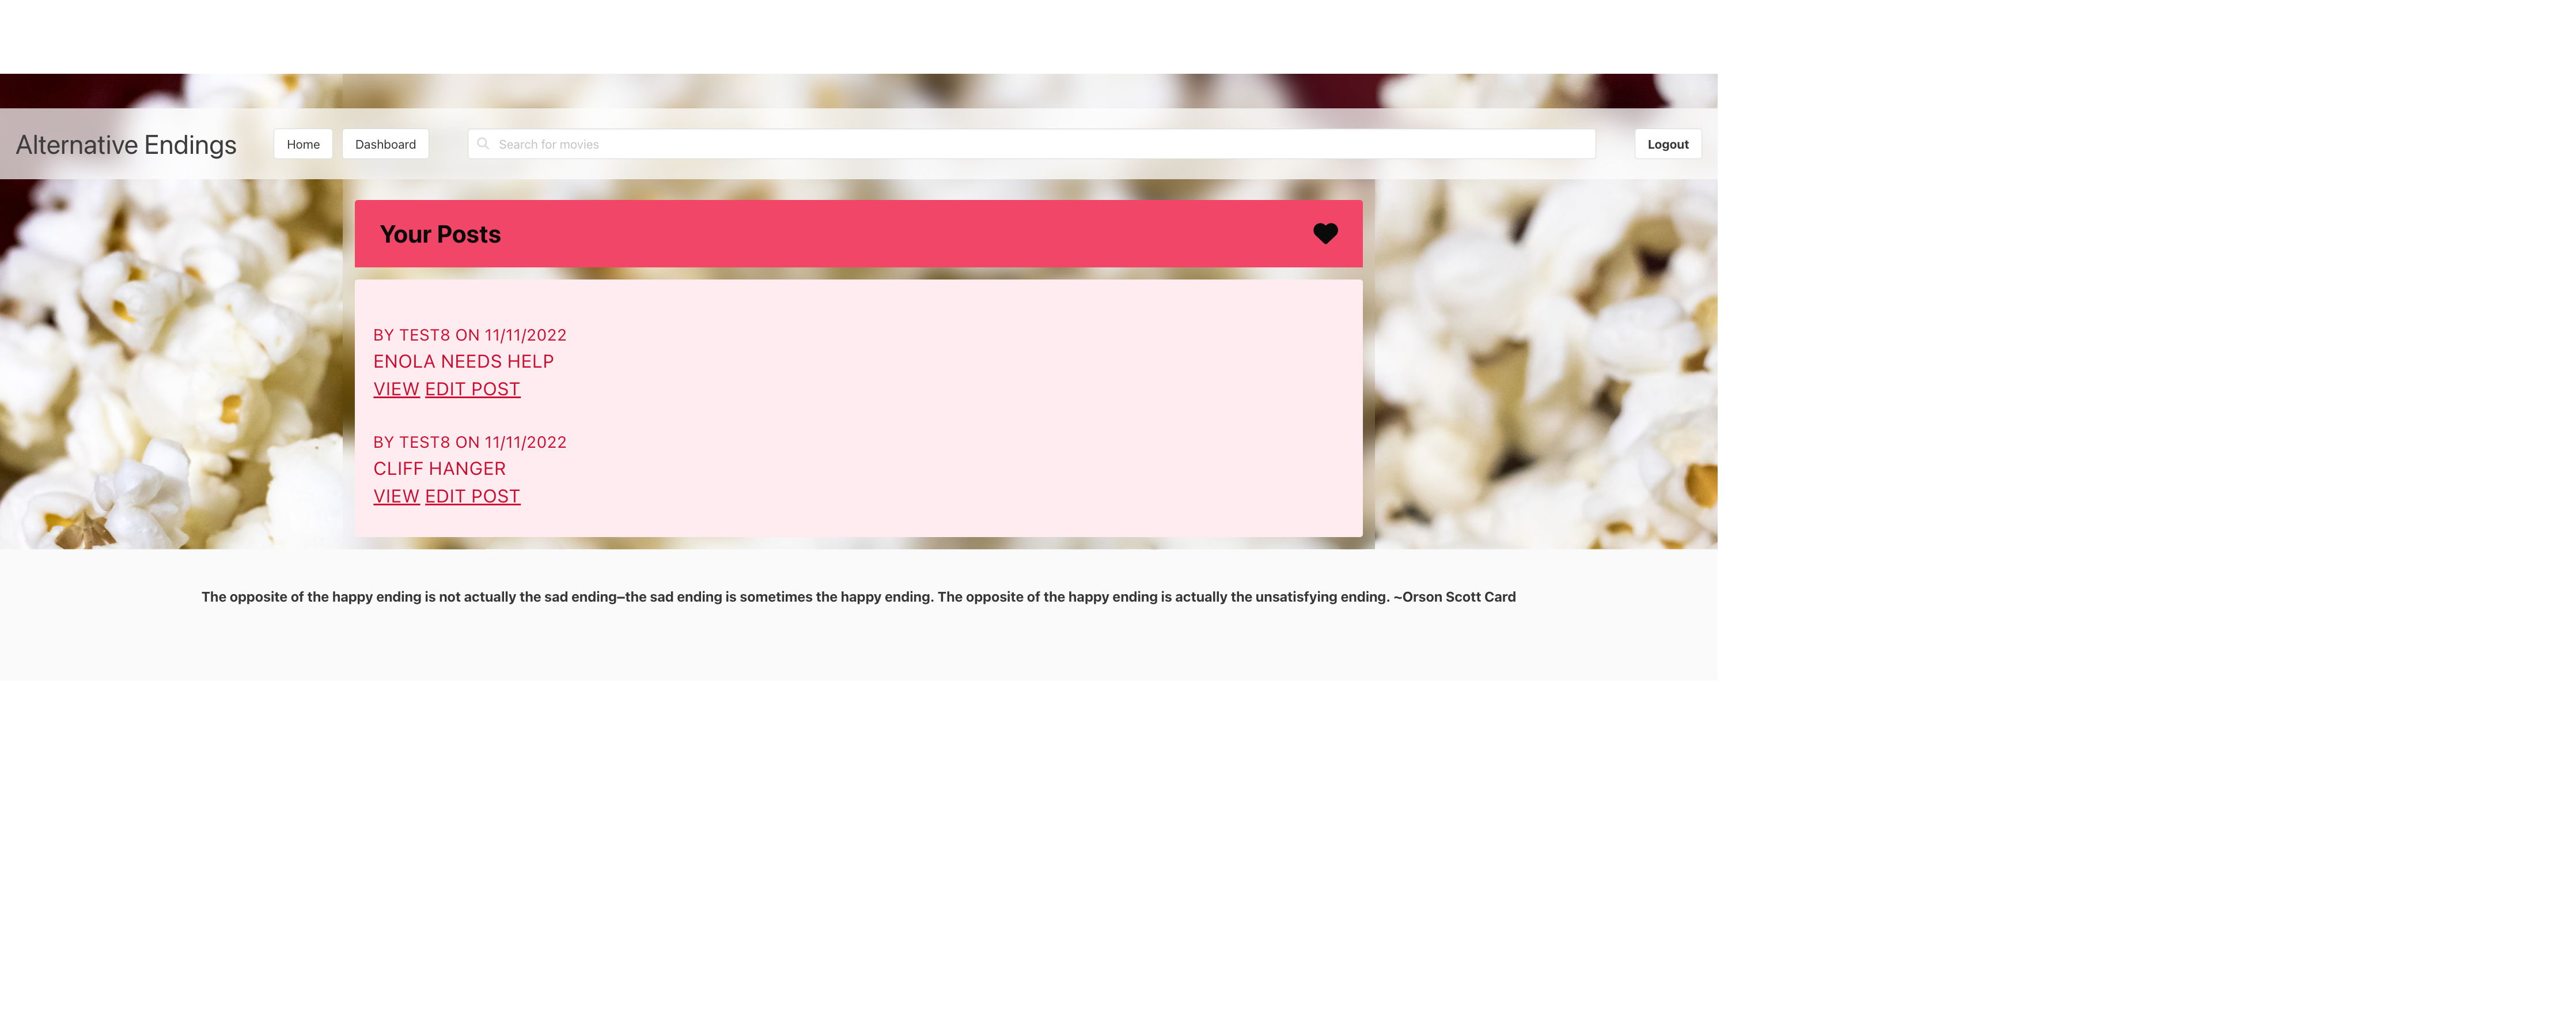 Alternative Endings Home Dashboard Search for movies Logout
Your Posts
BY TEST8 ON 11/11/2022
ENOLA NEEDS HELP
VIEW EDIT POST
BY TEST8 ON 11/11/2022
CLIFF HANGER
VIEW EDIT POST
The opposite of the happy ending is not actually the sad ending–the sad ending is sometimes the happy ending. The opposite of the happy ending is actually the unsatisfying ending. ~Orson Scott Card